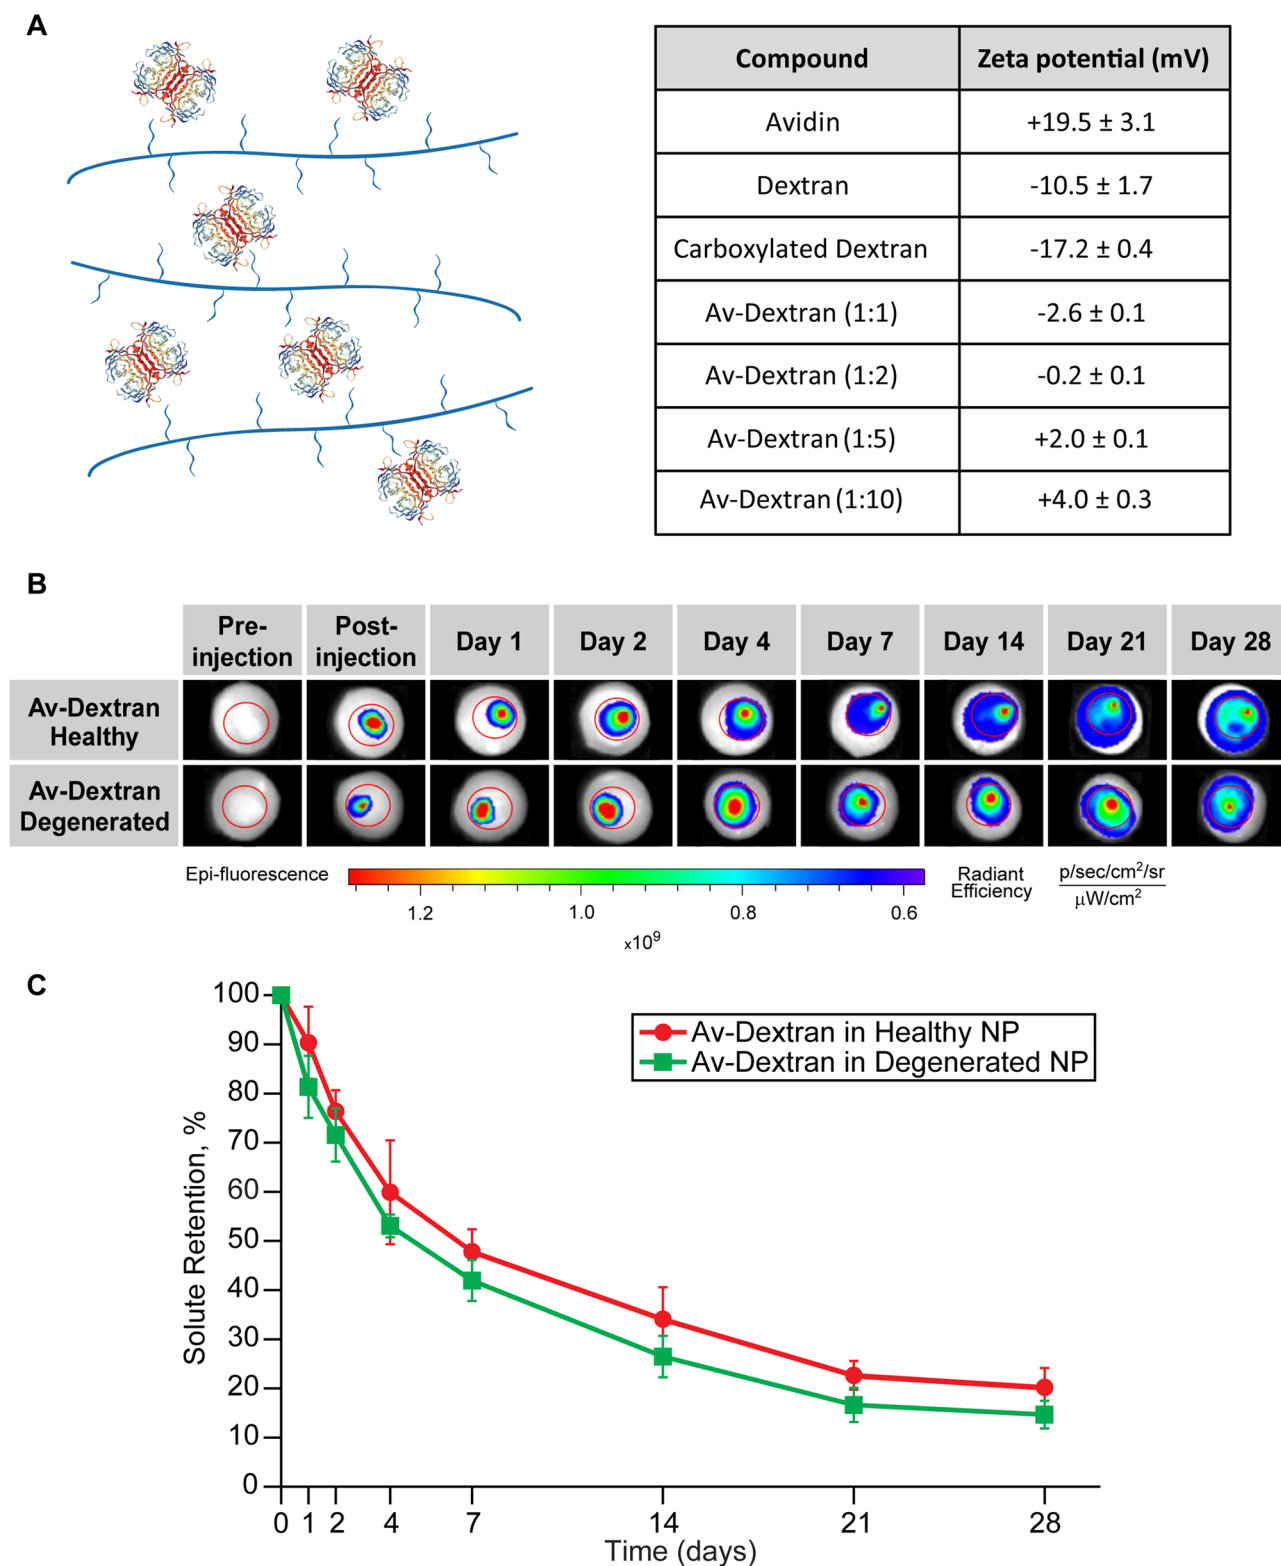 A
Compound Zeta potential (mV)
Avidin +19.5 ± 3.1
Dextran -10.5 ± 1.7
Carboxylated Dextran -17.2 ± 0.4
Av-Dextran (1:1) -2.6 ± 0.1
Av-Dextran (1:2) -0.2 ± 0.1
Av-Dextran (1:5) +2.0 ± 0.1
Av-Dextran (1:10) +4.0 ± 0.3
B
Pre-
injection
Post-
injection
Day 1
Day 2
Day 4
Day 7
Day 14
Day 21
Day 28
Av-Dextran
Healthy
Av-Dextran
Degenerated
Epi-fluorescence
1.2 1.0 0.8 0.6
x10⁹
Radiant
Efficiency
p/sec/cm²/sr
µW/cm²
C
Av-Dextran in Healthy NP
Av-Dextran in Degenerated NP
Solute Retention, %
100
90
80
70
60
50
40
30
20
10
0
0 1 2 4 7 14 21 28
Time (days)